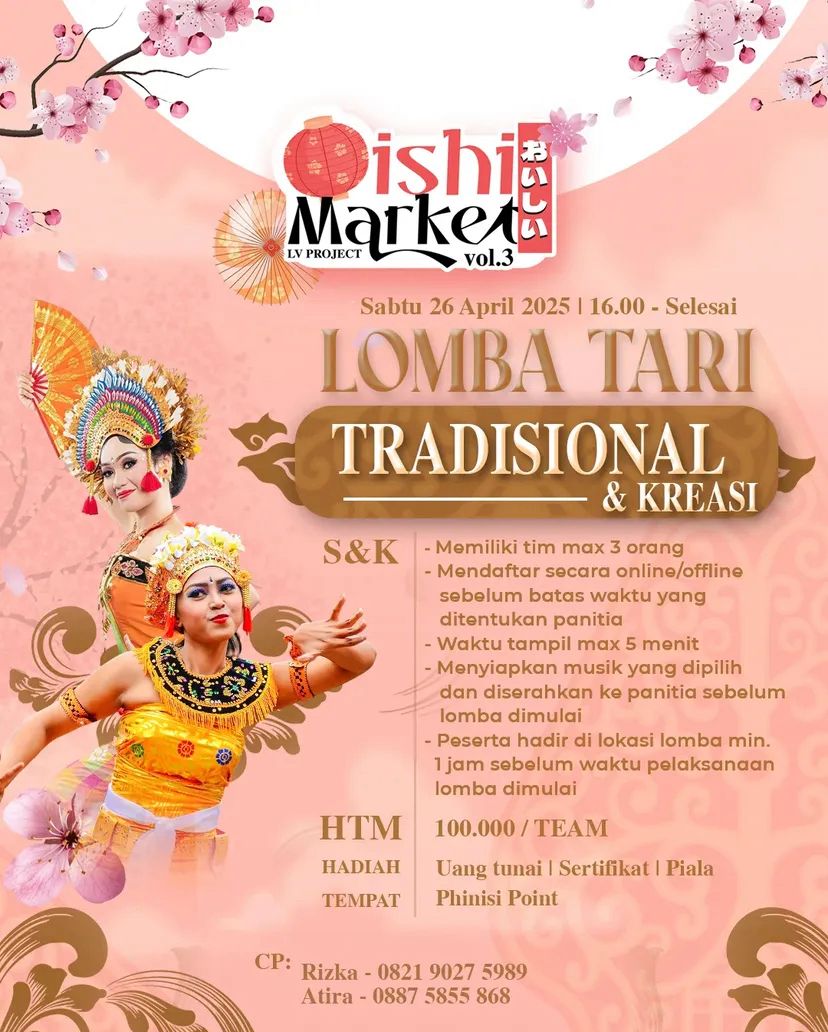 Oishi
おいしい
Market
LV PROJECT
vol.3
Sabtu 26 April 2025 | 16.00 - Selesai
LOMBA TARI
TRADISIONAL
& KREASI
S&K
- Memiliki tim max 3 orang
- Mendaftar secara online/offline
sebelum batas waktu yang
ditentukan panitia
- Waktu tampil max 5 menit
- Menyiapkan musik yang dipilih
dan diserahkan ke panitia sebelum
lomba dimulai
- Peserta hadir di lokasi lomba min.
1 jam sebelum waktu pelaksanaan
lomba dimulai
HTM 100.000 / TEAM
HADIAH Uang tunai | Sertifikat | Piala
TEMPAT Phinisi Point
CP: Rizka - 0821 9027 5989
Atira - 0887 5855 868